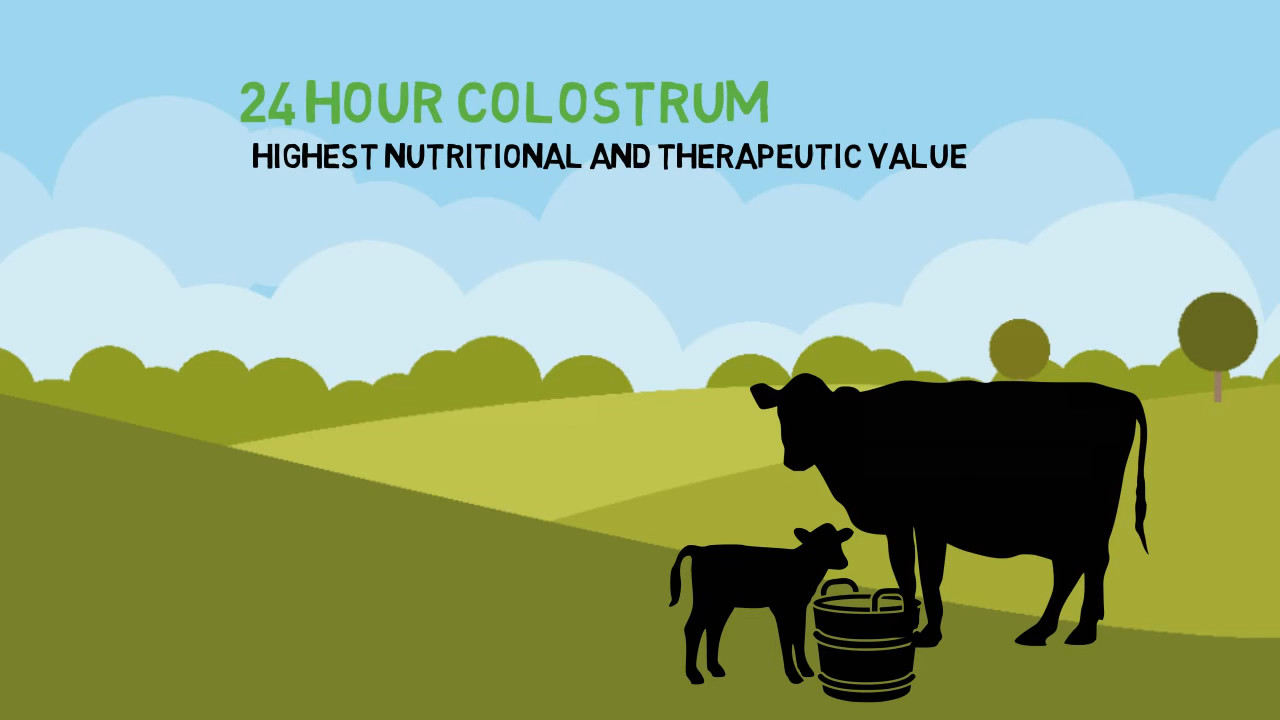 24 HOUR COLOSTRUM
HIGHEST NUTRITIONAL AND THERAPEUTIC VALUE